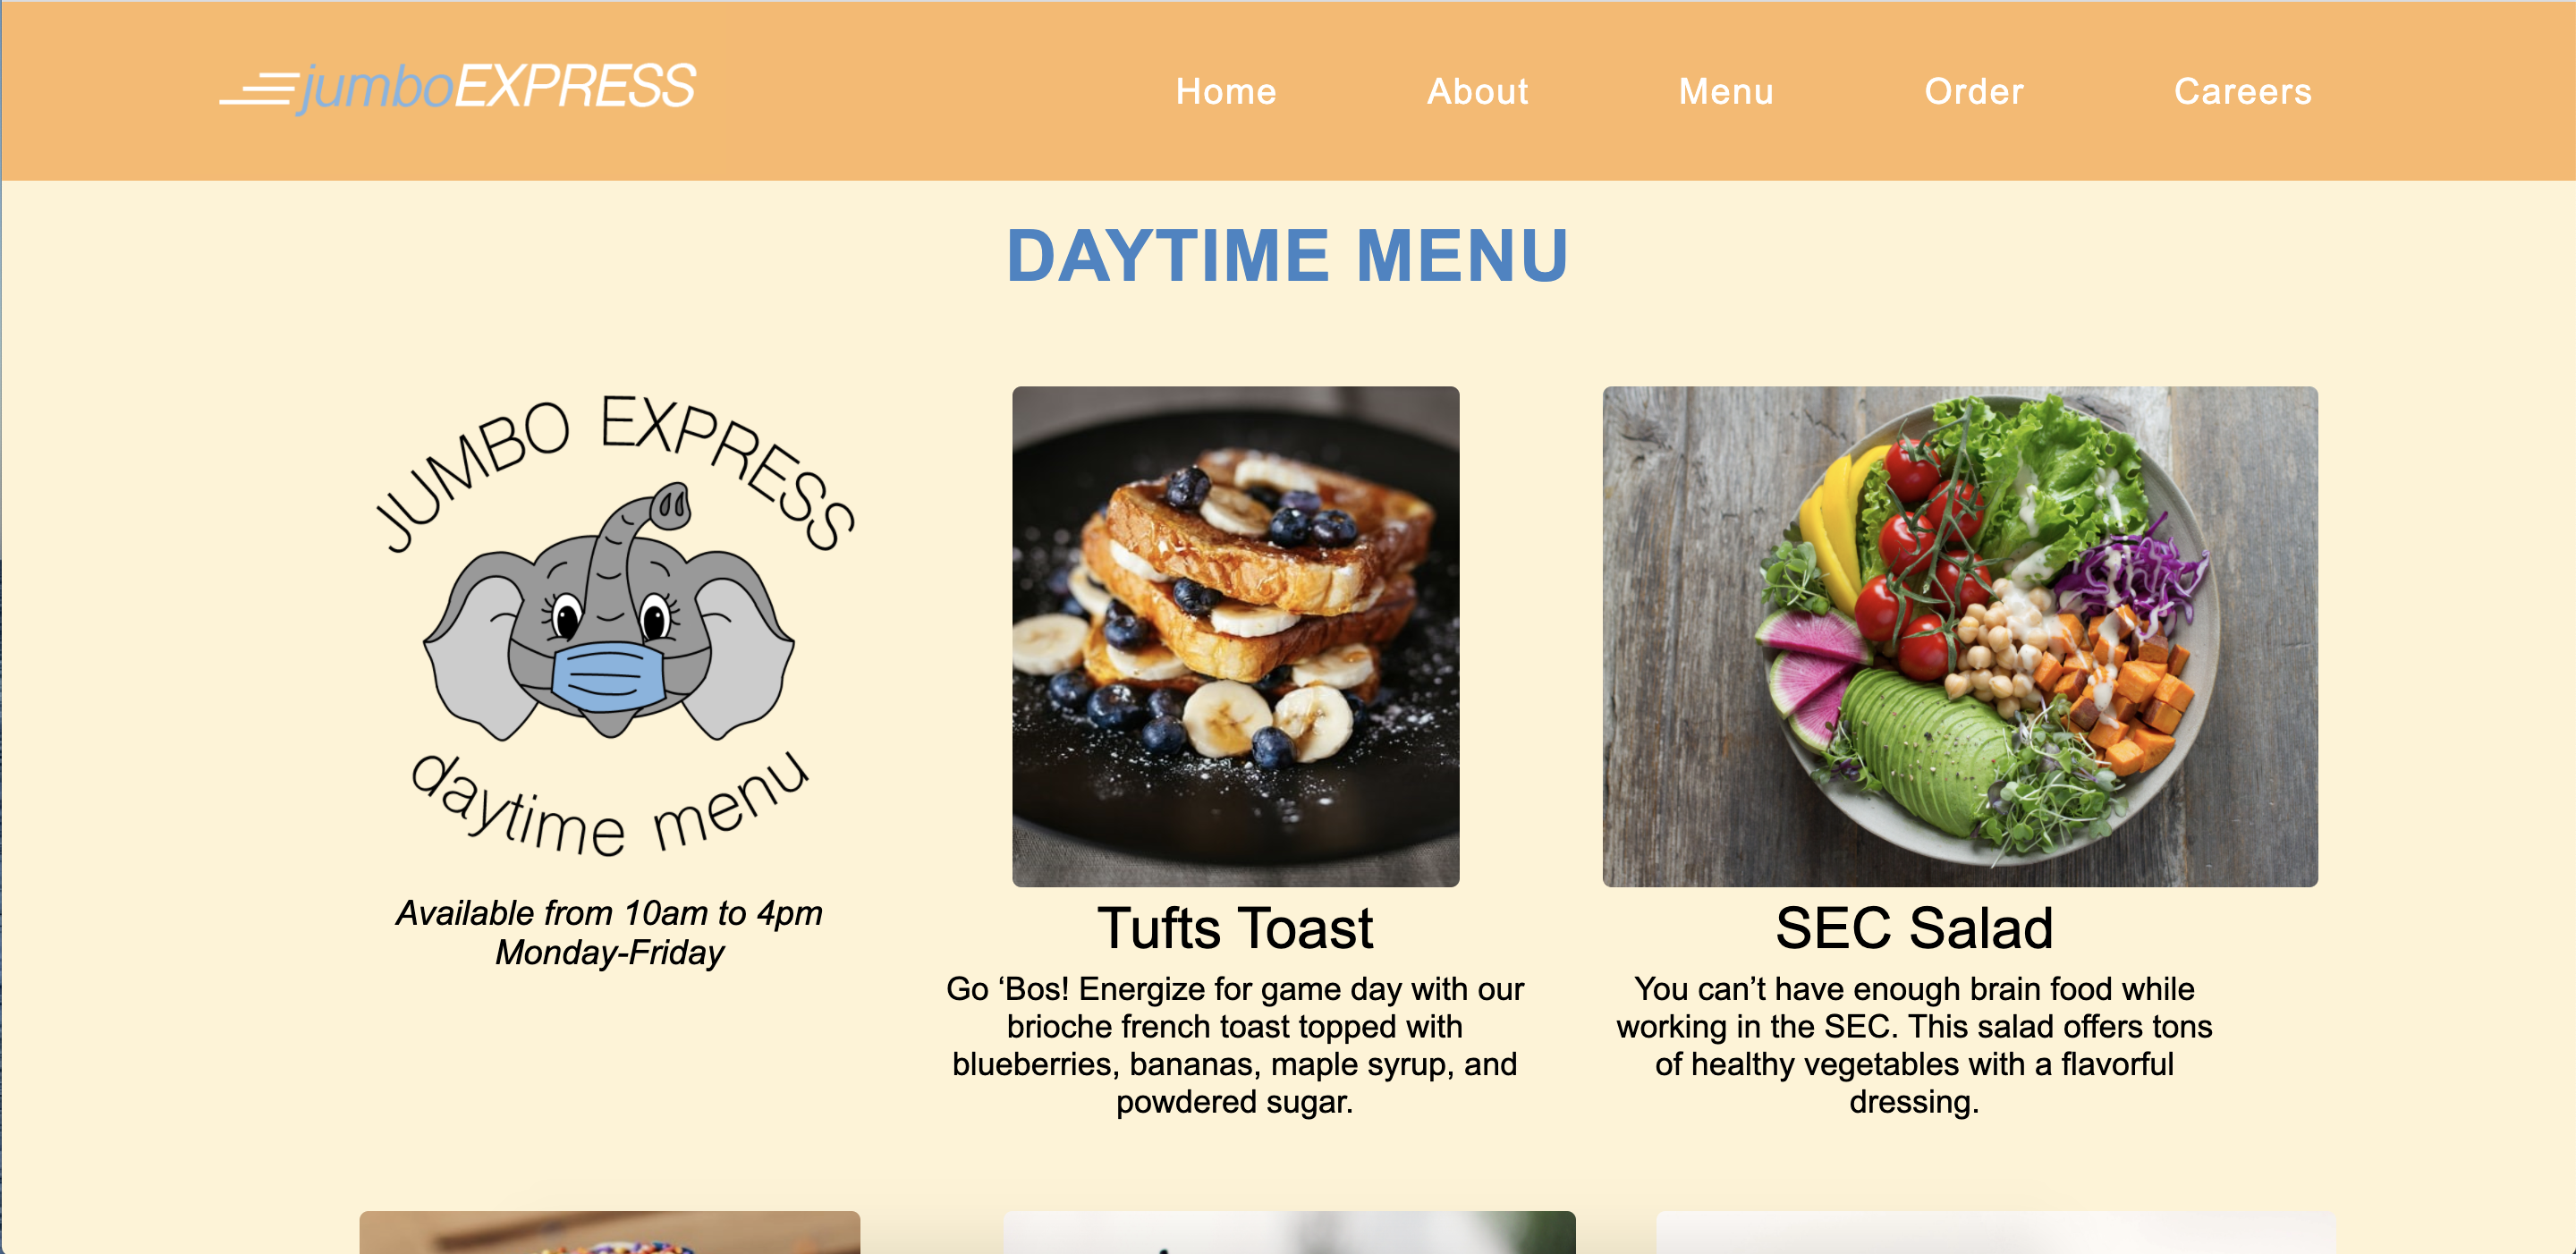 jumboEXPRESS
Home About Menu Order Careers
DAYTIME MENU
JUMBO EXPRESS
daytime menu
Available from 10am to 4pm
Monday-Friday
Tufts Toast
Go ‘Bos! Energize for game day with our
brioche french toast topped with
blueberries, bananas, maple syrup, and
powdered sugar.
SEC Salad
You can’t have enough brain food while
working in the SEC. This salad offers tons
of healthy vegetables with a flavorful
dressing.